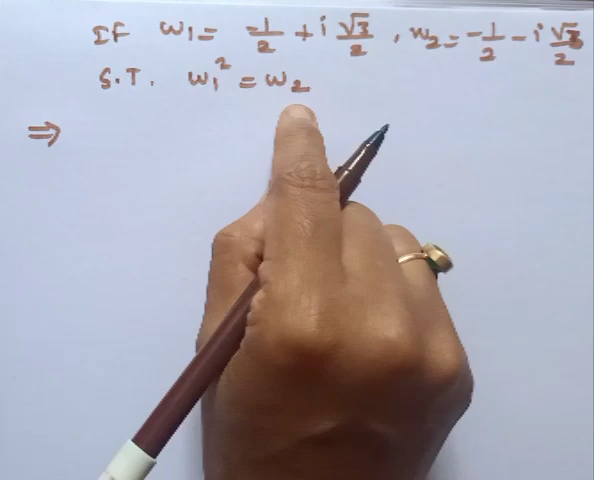 If w₁ = -1/2 + i √3/2 , w₂ = -1/2 - i √3/2
S.T. w₁² = w₂
⇒